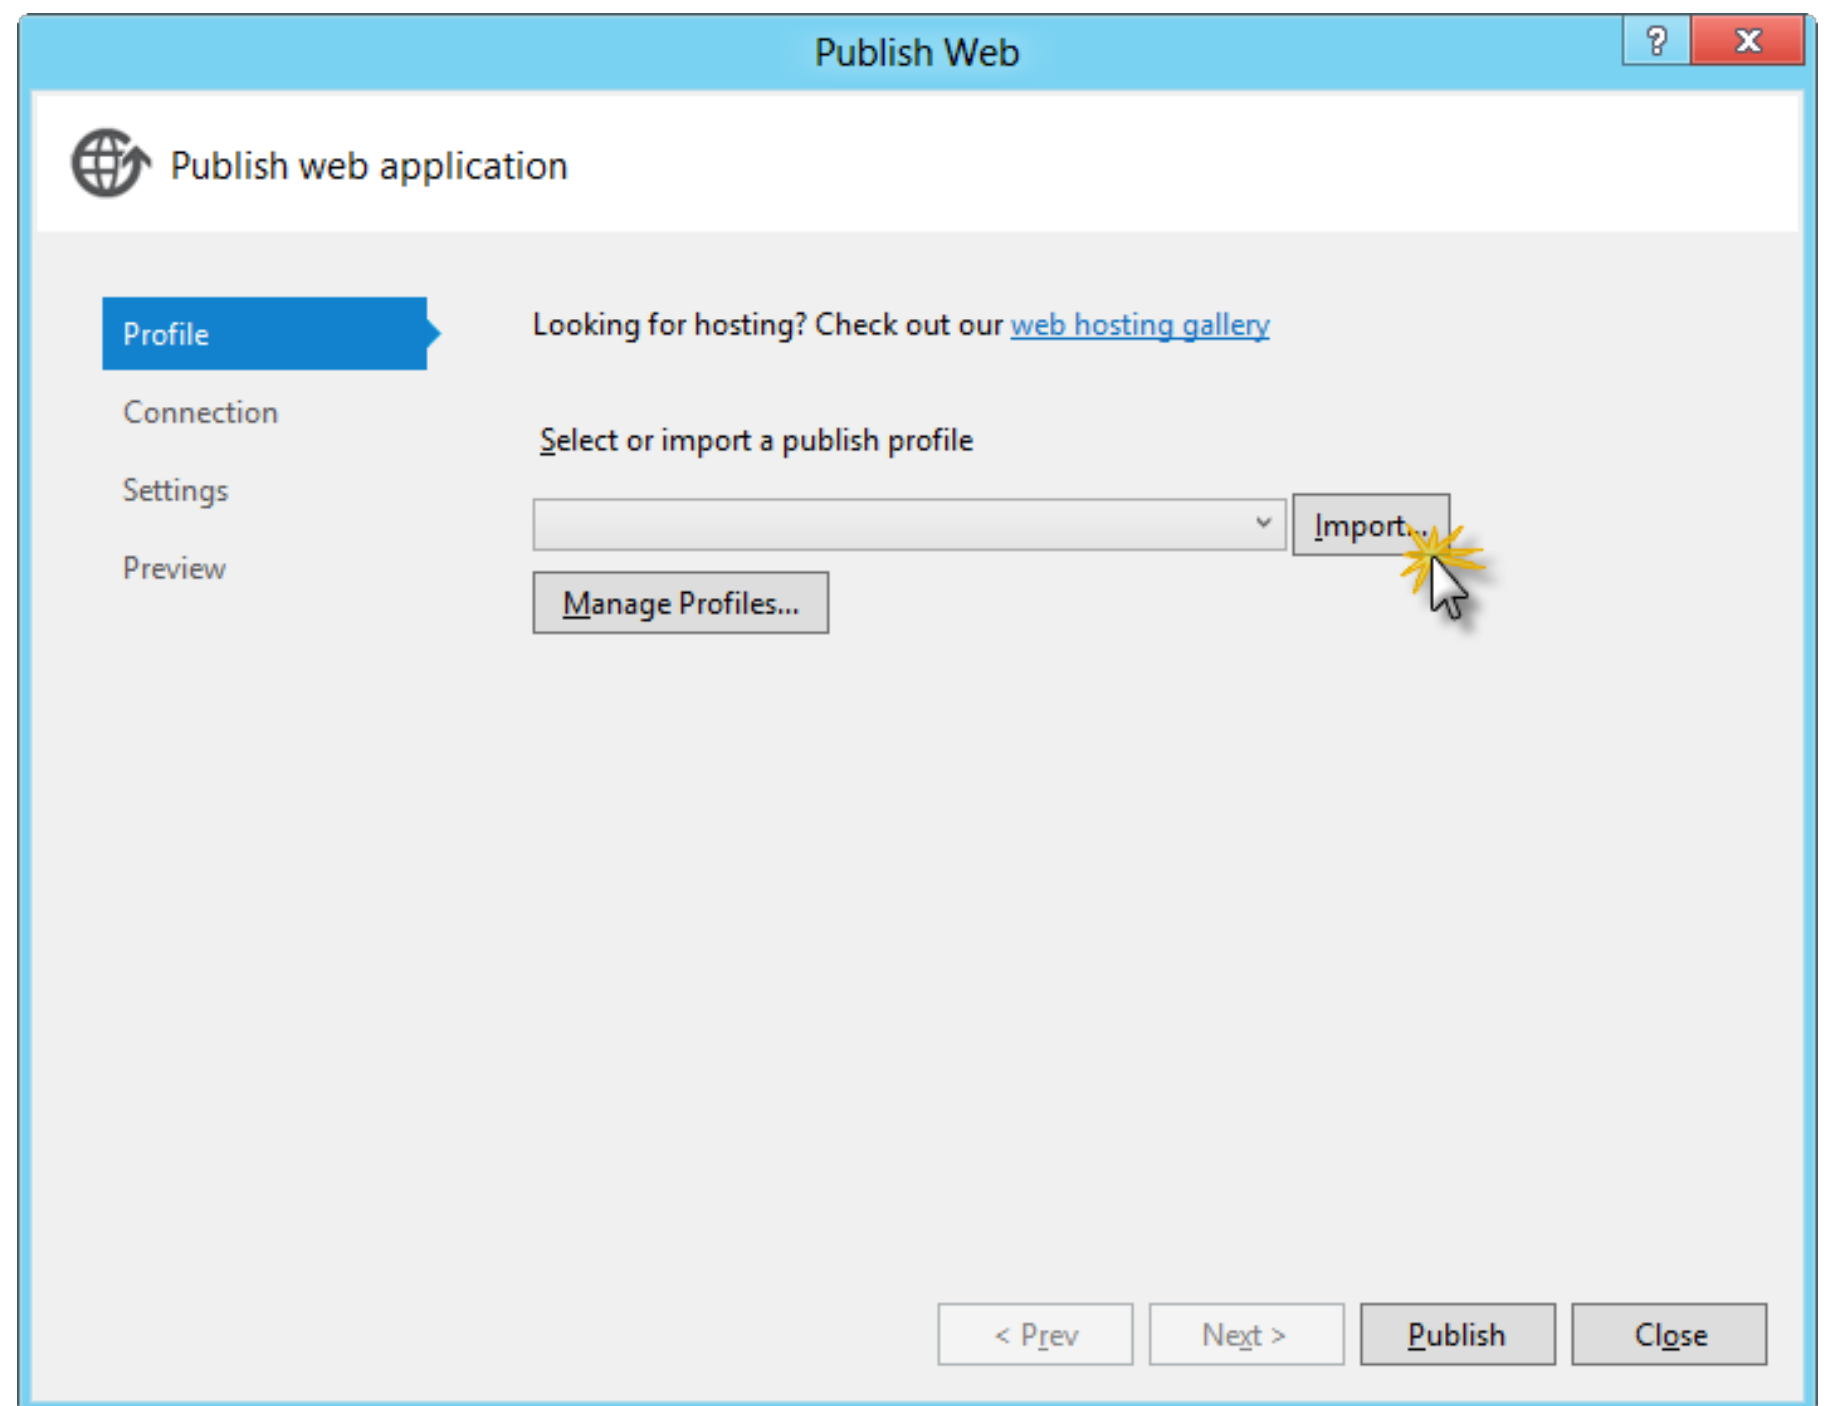 Publish Web
Publish web application
Profile
Connection
Settings
Preview
Looking for hosting? Check out our web hosting gallery
Select or import a publish profile
Import...
Manage Profiles...
< Prev
Next >
Publish
Close